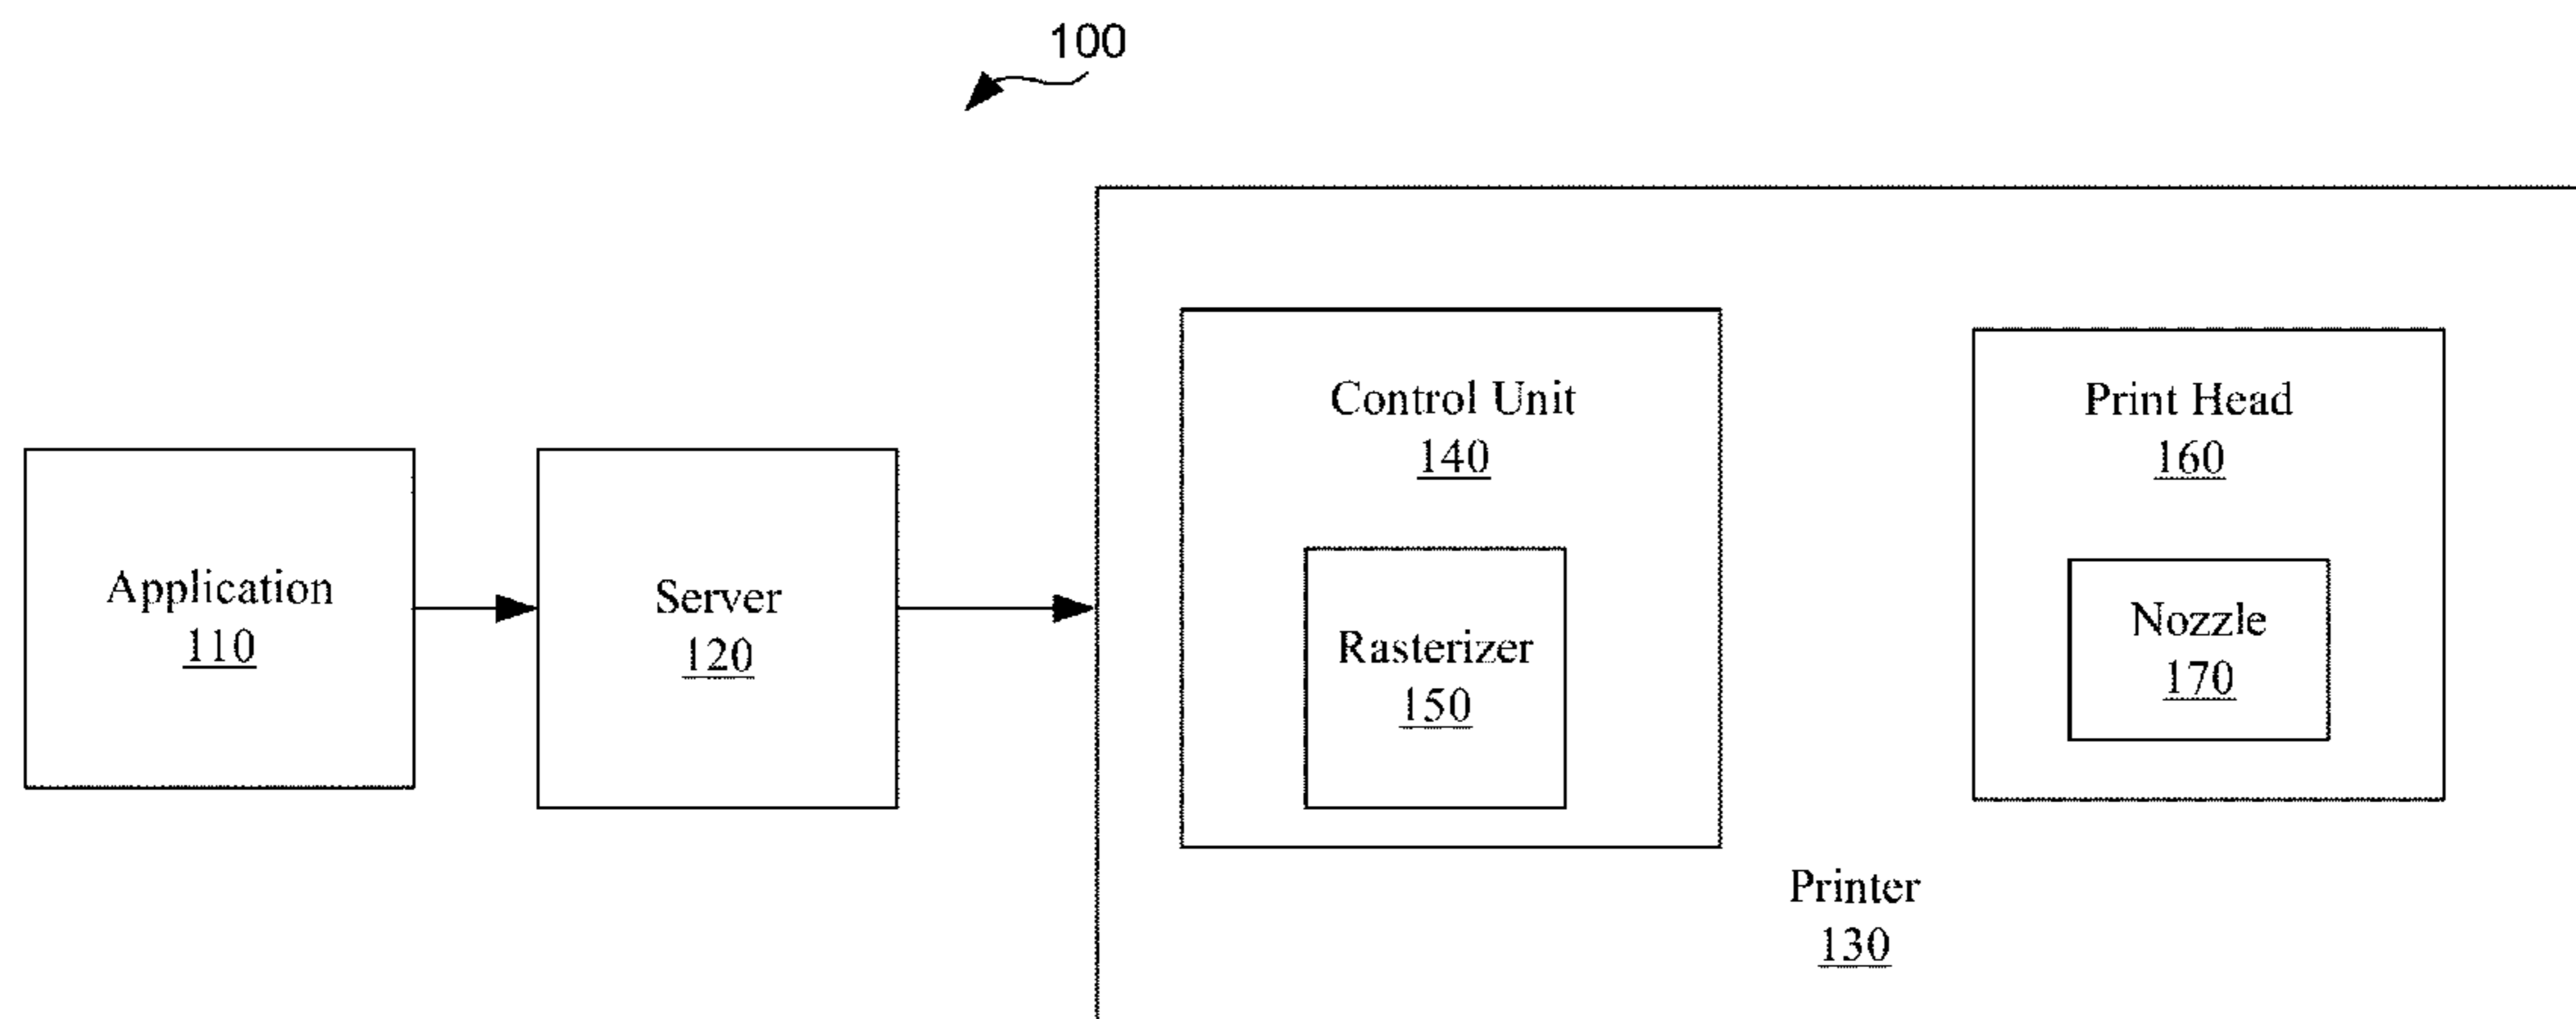 100
Application
110
Server
120
Control Unit
140
Rasterizer
150
Print Head
160
Nozzle
170
Printer
130